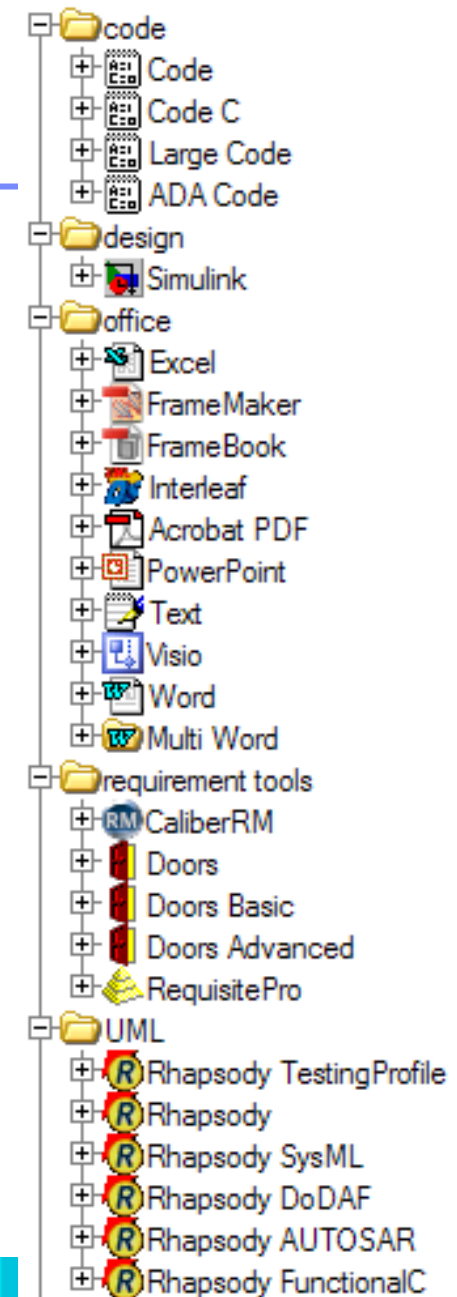 code
Code
Code C
Large Code
ADA Code
design
Simulink
office
Excel
FrameMaker
FrameBook
Interleaf
Acrobat PDF
PowerPoint
Text
Visio
Word
Multi Word
requirement tools
CaliberRM
Doors
Doors Basic
Doors Advanced
RequisitePro
UML
Rhapsody TestingProfile
Rhapsody
Rhapsody SysML
Rhapsody DoDAF
Rhapsody AUTOSAR
Rhapsody FunctionalC